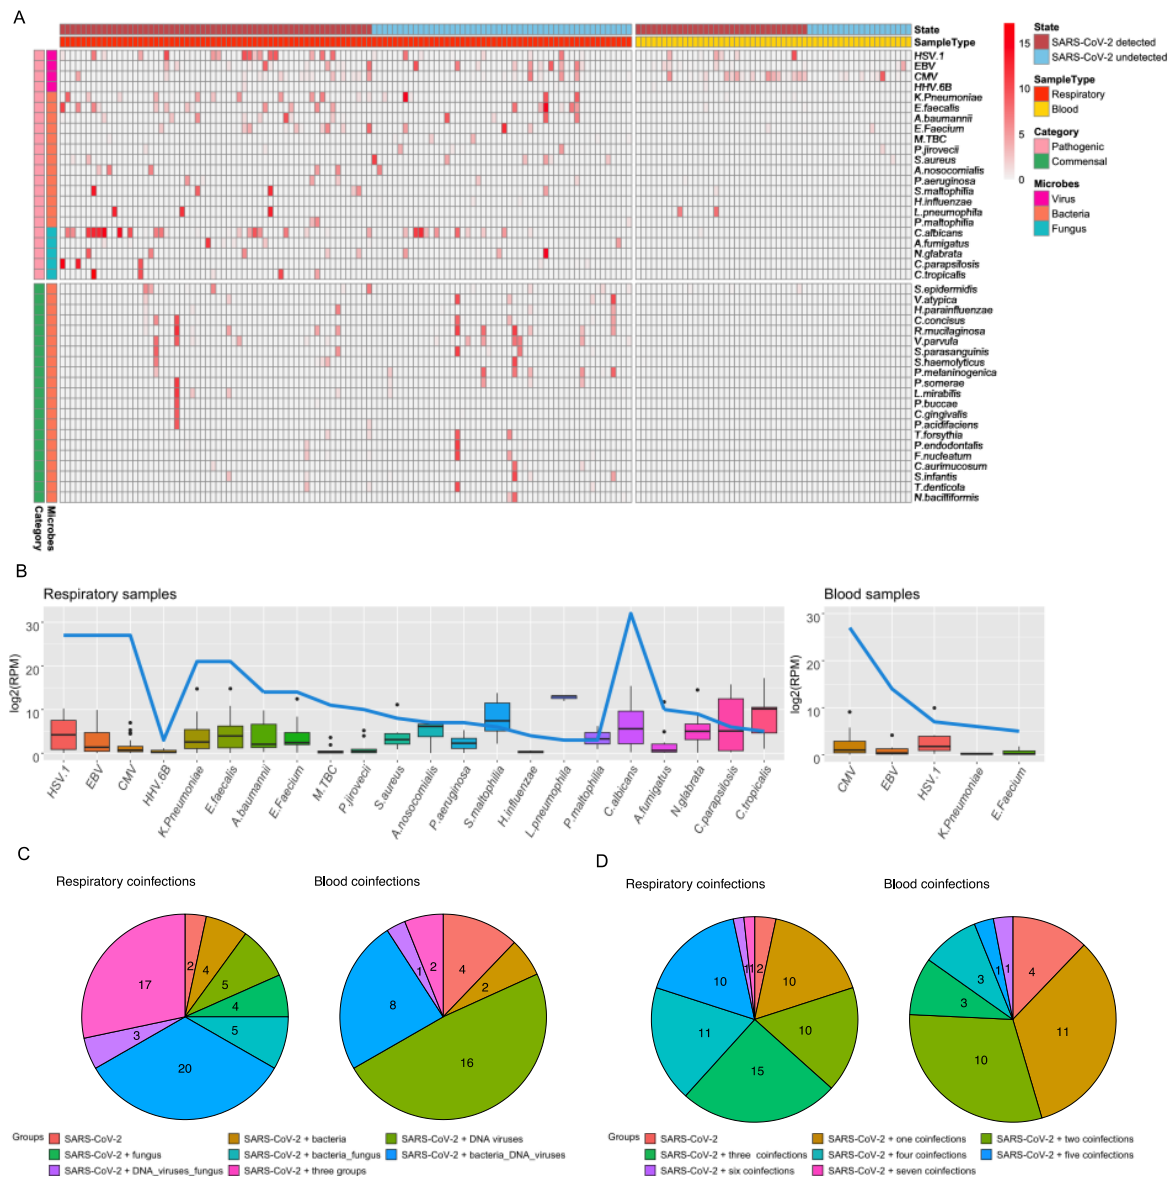 A
State
SampleType
HSV.1
EBV
CMV
HHV.6B
K.Pneumoniae
E.faecalis
A.baumannii
E.Faecium
M.TBC
P.jirovecii
S.aureus
A.nosocomialis
P.aeruginosa
S.maltophilia
H.influenzae
L.pneumophila
P.maltophilia
C.albicans
A.fumigatus
N.glabrata
C.parapsilosis
C.tropicalis
S.epidermidis
V.atypica
H.parainfluenzae
C.concisus
R.mucilaginosa
V.parvula
S.parasanguinis
S.haemolyticus
P.melaninogenica
P.somerae
L.mirabilis
P.buccae
C.gingivalis
P.acidifaciens
T.forsythia
P.endodontalis
F.nucleatum
C.aurimucosum
S.infantis
T.denticola
N.bacilliformis
Category
Microbes
15
10
5
0
State
SARS-CoV-2 detected
SARS-CoV-2 undetected
SampleType
Respiratory
Blood
Category
Pathogenic
Commensal
Microbes
Virus
Bacteria
Fungus
B
Respiratory samples
log2(RPM)
30
20
10
0
HSV.1
EBV
CMV
HHV.6B
K.Pneumoniae
E.faecalis
A.baumannii
E.Faecium
M.TBC
P.jirovecii
S.aureus
A.nosocomialis
P.aeruginosa
S.maltophilia
H.influenzae
L.pneumophila
P.maltophilia
C.albicans
A.fumigatus
N.glabrata
C.parapsilosis
C.tropicalis
Blood samples
log2(RPM)
30
20
10
0
CMV
EBV
HSV.1
K.Pneumoniae
E.Faecium
C
Respiratory coinfections
2
4
5
4
5
20
3
17
Blood coinfections
4
2
16
8
1
2
Groups
SARS-CoV-2
SARS-CoV-2 + bacteria
SARS-CoV-2 + DNA viruses
SARS-CoV-2 + fungus
SARS-CoV-2 + bacteria_fungus
SARS-CoV-2 + bacteria_DNA_viruses
SARS-CoV-2 + DNA_viruses_fungus
SARS-CoV-2 + three groups
D
Respiratory coinfections
2
10
10
15
11
10
1
1
Blood coinfections
4
11
10
3
3
1
1
Groups
SARS-CoV-2
SARS-CoV-2 + one coinfections
SARS-CoV-2 + two coinfections
SARS-CoV-2 + three coinfections
SARS-CoV-2 + four coinfections
SARS-CoV-2 + five coinfections
SARS-CoV-2 + six coinfections
SARS-CoV-2 + seven coinfections